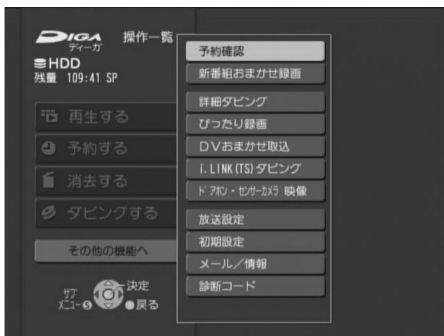 DIGA
ディーガ
操作一覧
HDD
残量 109:41 SP
再生する
予約する
消去する
ダビングする
その他の機能へ
サブ
メニュー S
決定
戻る
予約確認
新番組おまかせ録画
詳細ダビング
ぴったり録画
DVおまかせ取込
i.LINK(TS)ダビング
ドアホン・センサーカメラ 映像
放送設定
初期設定
メール/情報
診断コード